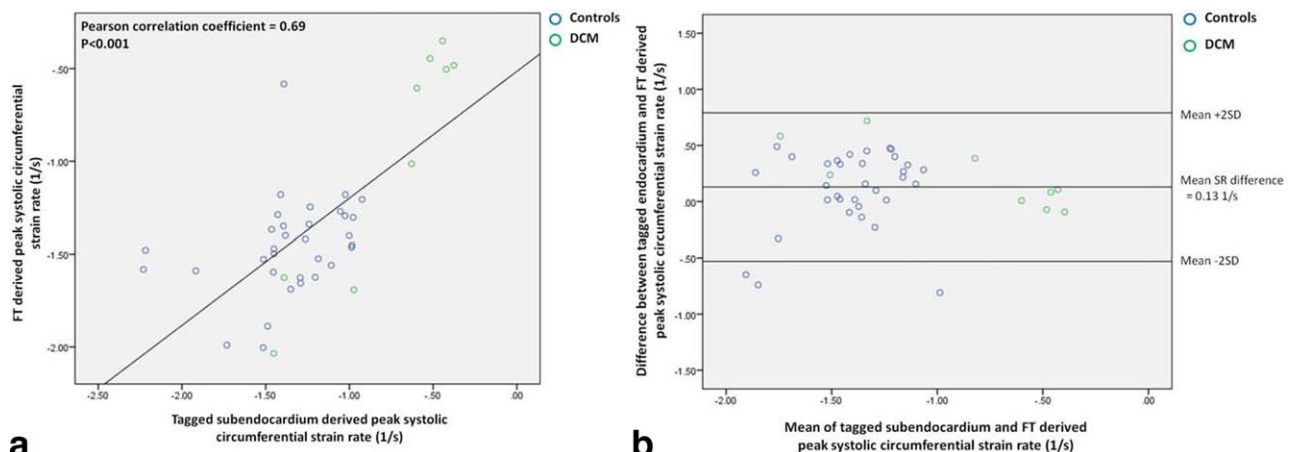 Pearson correlation coefficient = 0.69
P<0.001
Controls
DCM
FT derived peak systolic circumferential
strain rate (1/s)
-.50
-1.00
-1.50
-2.00
-2.50
-2.00
-1.50
-1.00
-.50
.00
Tagged subendocardium derived peak systolic
circumferential strain rate (1/s)
a
Controls
DCM
Difference between tagged endocardium and FT derived
peak systolic circumferential strain rate (1/s)
1.50
1.00
.50
.00
-.50
-1.00
-1.50
Mean +2SD
Mean SR difference
= 0.13 1/s
Mean -2SD
-2.00
-1.50
-1.00
-.50
.00
Mean of tagged subendocardium and FT derived
peak systolic circumferential strain rate (1/s)
b